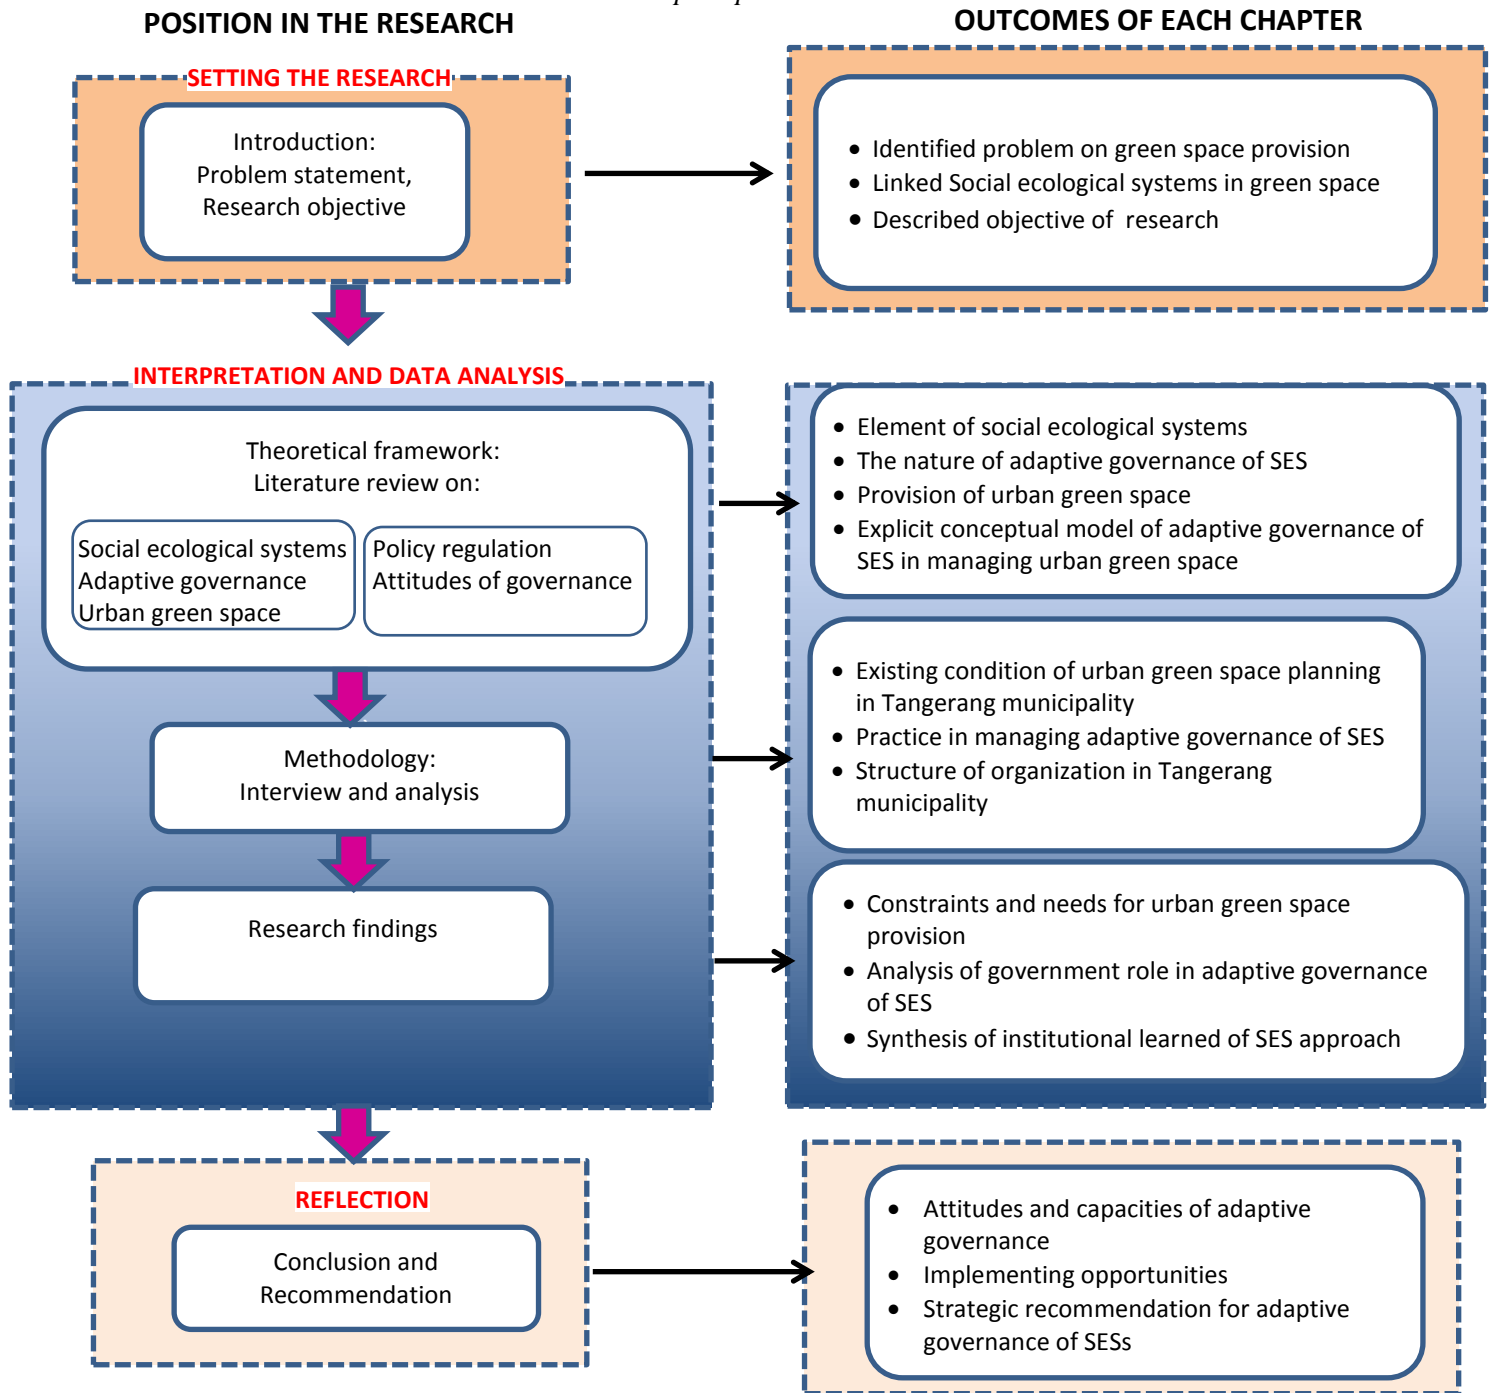 POSITION IN THE RESEARCH
OUTCOMES OF EACH CHAPTER
SETTING THE RESEARCH
Introduction:
Problem statement,
Research objective
• Identified problem on green space provision
• Linked Social ecological systems in green space
• Described objective of research
INTERPRETATION AND DATA ANALYSIS
Theoretical framework:
Literature review on:
Social ecological systems
Adaptive governance
Urban green space
Policy regulation
Attitudes of governance
• Element of social ecological systems
• The nature of adaptive governance of SES
• Provision of urban green space
• Explicit conceptual model of adaptive governance of
SES in managing urban green space
Methodology:
Interview and analysis
• Existing condition of urban green space planning
in Tangerang municipality
• Practice in managing adaptive governance of SES
• Structure of organization in Tangerang
municipality
Research findings
• Constraints and needs for urban green space
provision
• Analysis of government role in adaptive governance
of SES
• Synthesis of institutional learned of SES approach
REFLECTION
Conclusion and
Recommendation
• Attitudes and capacities of adaptive
governance
• Implementing opportunities
• Strategic recommendation for adaptive
governance of SESs